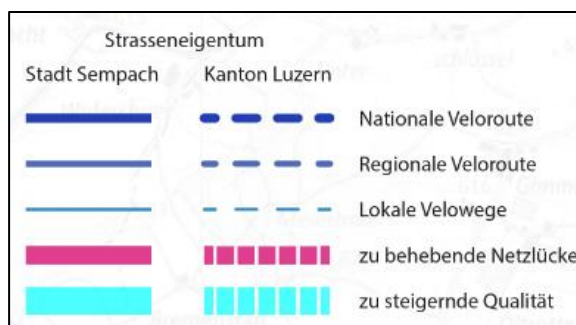 Strasseneigentum
Stadt Sempach Kanton Luzern
Nationale Veloroute
Regionale Veloroute
Lokale Velowege
zu behebende Netzlücke
zu steigernde Qualität